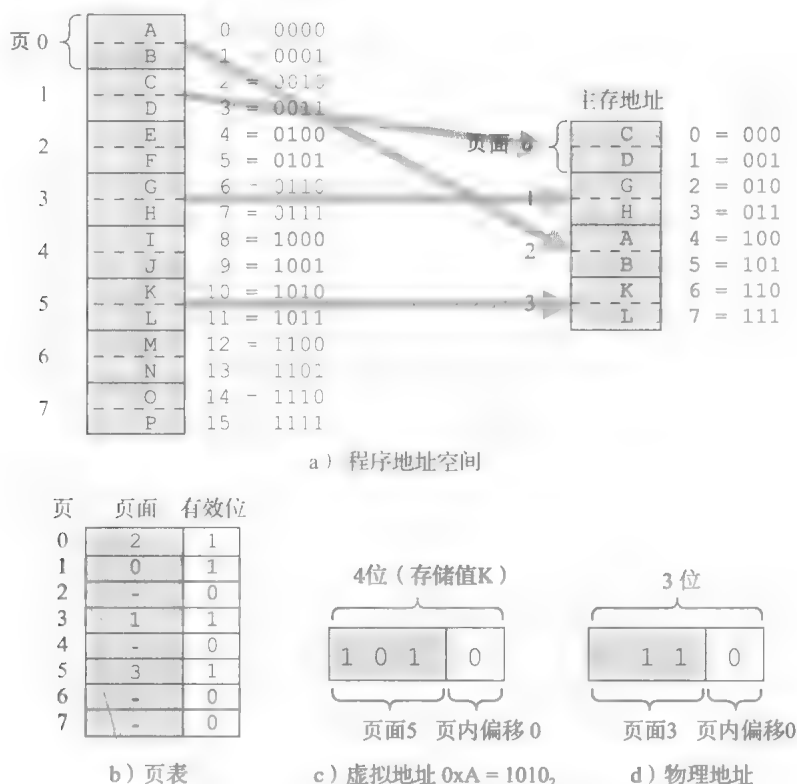 页 0
A 0 0000
B 1 0001
1
C 2 = 0010
D 3 = 0011
2
E 4 = 0100
F 5 = 0101
3
G 6 - 0110
H 7 = 0111
4
I 8 = 1000
J 9 = 1001
5
K 10 = 1010
L 11 = 1011
6
M 12 = 1100
N 13 1101
7
O 14 - 1110
P 15 1111
主存地址
页面 0
C 0 = 000
D 1 = 001
1
G 2 = 010
H 3 = 011
2
A 4 = 100
B 5 = 101
3
K 6 = 110
L 7 = 111
a) 程序地址空间
页 页面 有效位
0 2 1
1 0 1
2 - 0
3 1 1
4 - 0
5 3 1
6 - 0
7 - 0
b) 页表
4位（存储值K）
1 0 1 0
页面5 页内偏移 0
c) 虚拟地址 0xA = 1010₂
3 位
1 1 0
页面3 页内偏移0
d) 物理地址